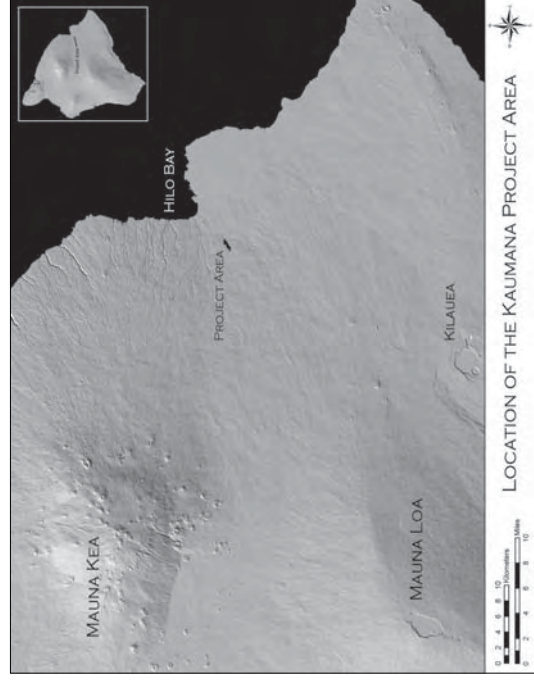 HILO BAY
PROJECT AREA
MAUNA KEA
KILAUEA
MAUNA LOA
LOCATION OF THE KAUMANA PROJECT AREA
0 2 4 6 8 10
Kilometers
0 2 4 6 8 10
Miles